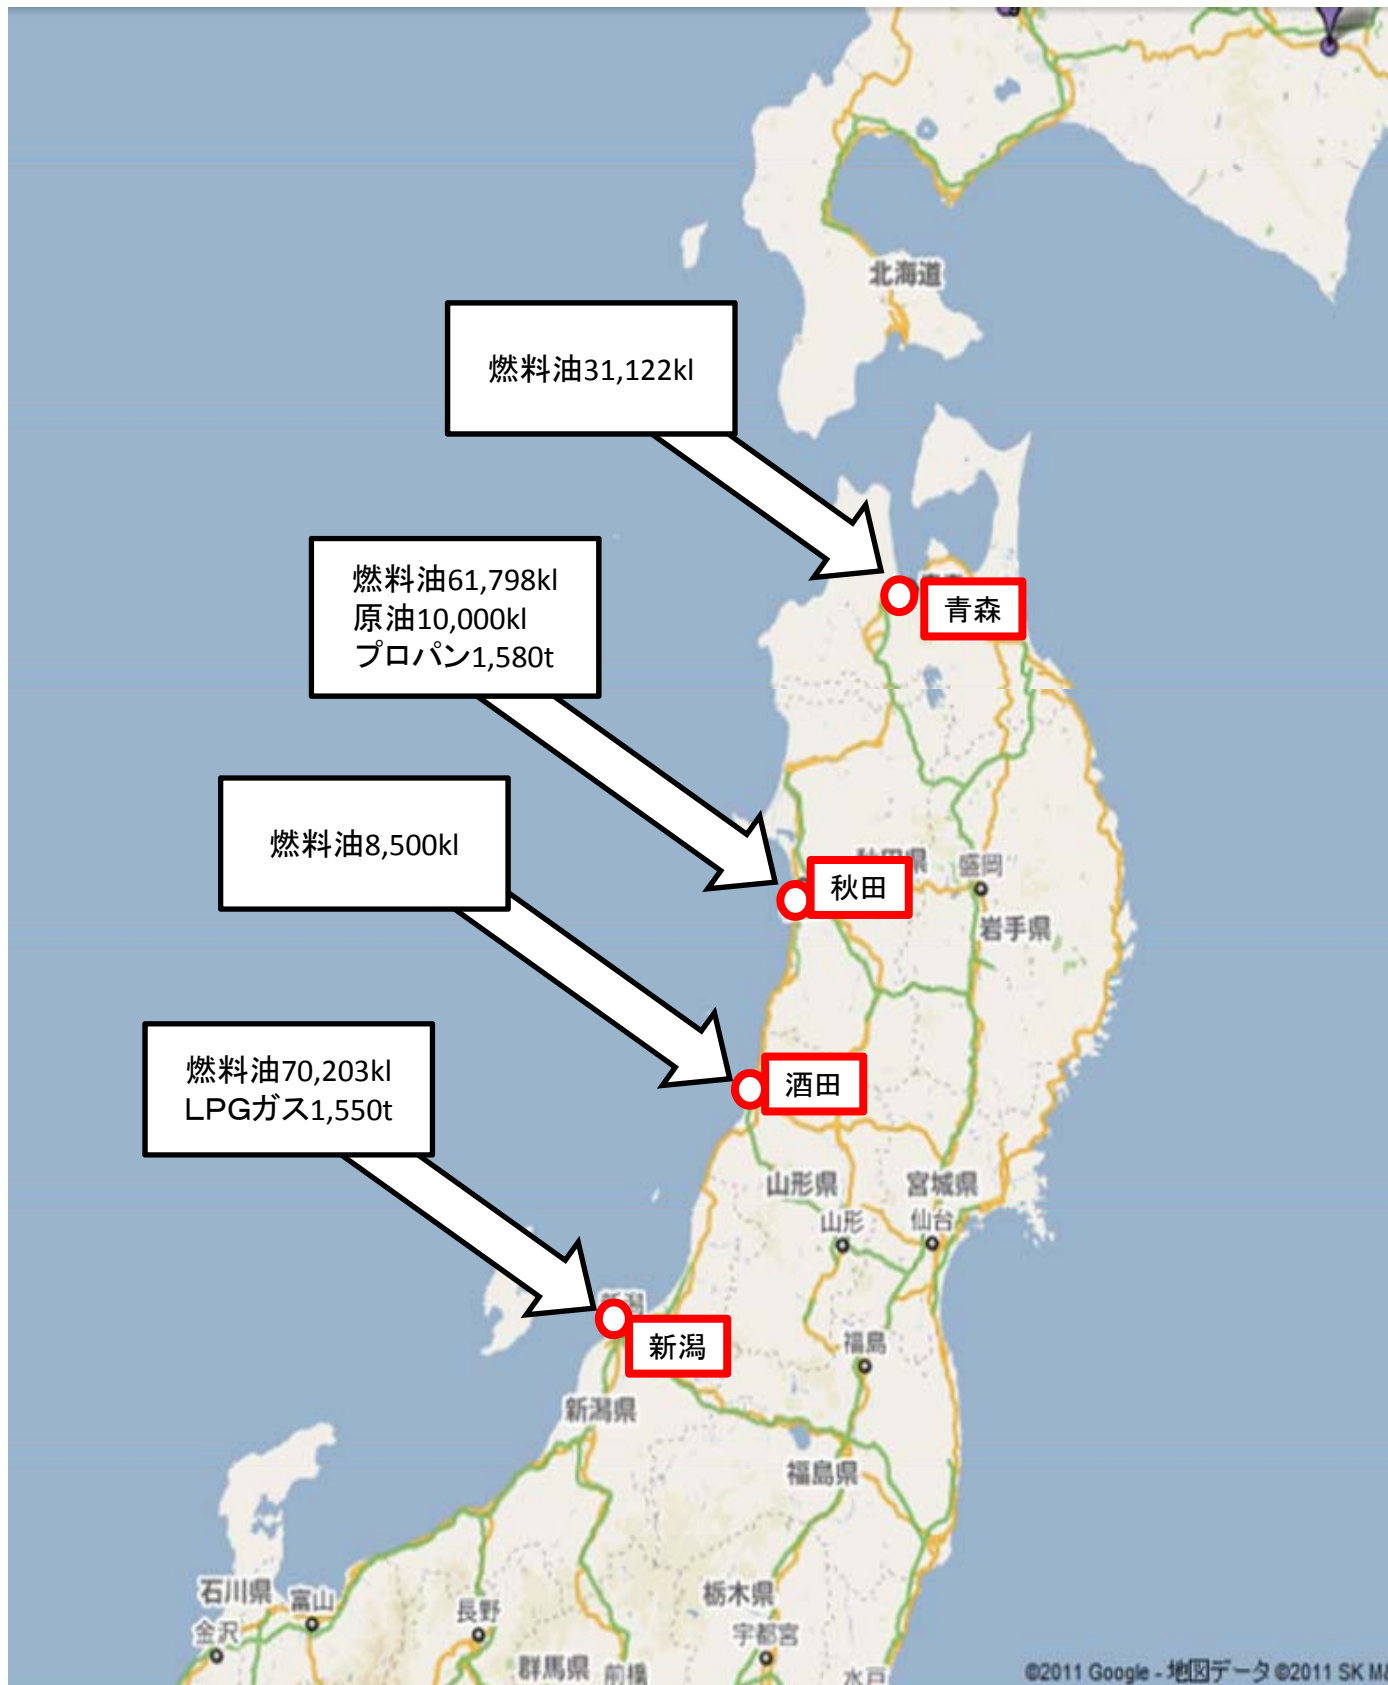 北海道
燃料油31,122kl
青森
燃料油61,798kl
原油10,000kl
プロパン1,580t
秋田
盛岡
岩手県
燃料油8,500kl
酒田
燃料油70,203kl
LPGガス1,550t
山形県
宮城県
山形
仙台
新潟
福島
新潟県
福島県
石川県
富山
金沢
長野
栃木県
宇都宮
群馬県
前橋
水戸
©2011 Google - 地図データ ©2011 SK M